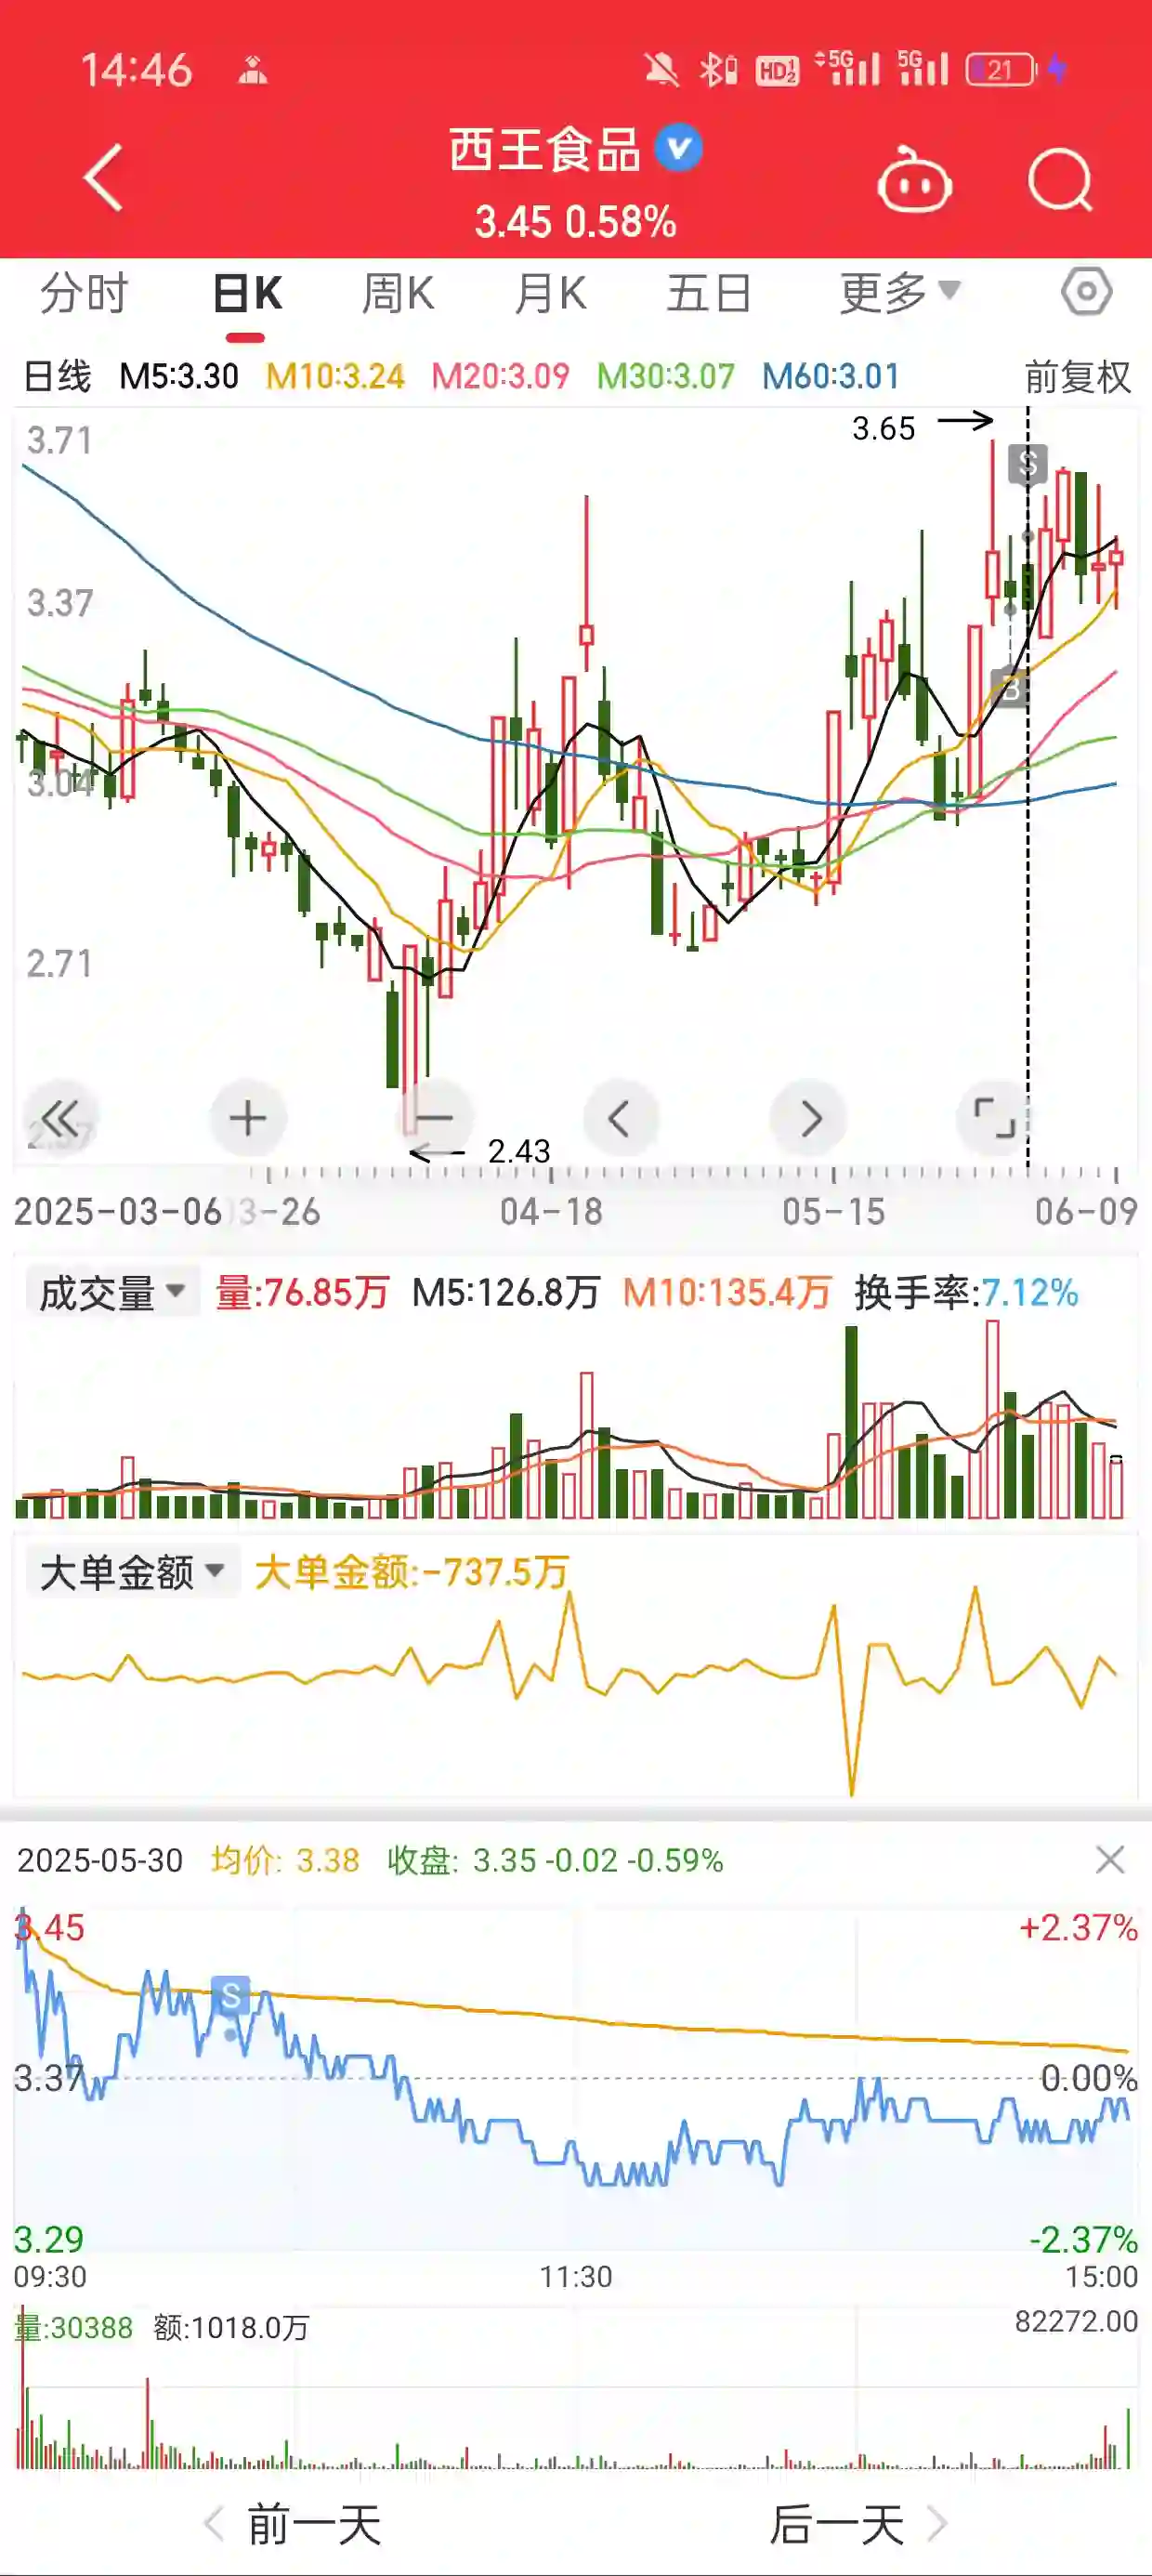 14:46 HD 1 2 5G 5G 21
西王食品
3.45 0.58%
分时 日K 周K 月K 五日 更多
日线 M5:3.30 M10:3.24 M20:3.09 M30:3.07 M60:3.01 前复权
3.71
3.65
S
3.37
B
3.04
2.71
2.37
2.43
2025-03-06 03-26 04-18 05-15 06-09
成交量 量:76.85万 M5:126.8万 M10:135.4万 换手率:7.12%
大单金额 大单金额:-737.5万
2025-05-30 均价: 3.38 收盘: 3.35 -0.02 -0.59%
3.45 +2.37%
S
3.37 0.00%
3.29 -2.37%
09:30 11:30 15:00
量:30388 额:1018.0万 82272.00
前一天 后一天